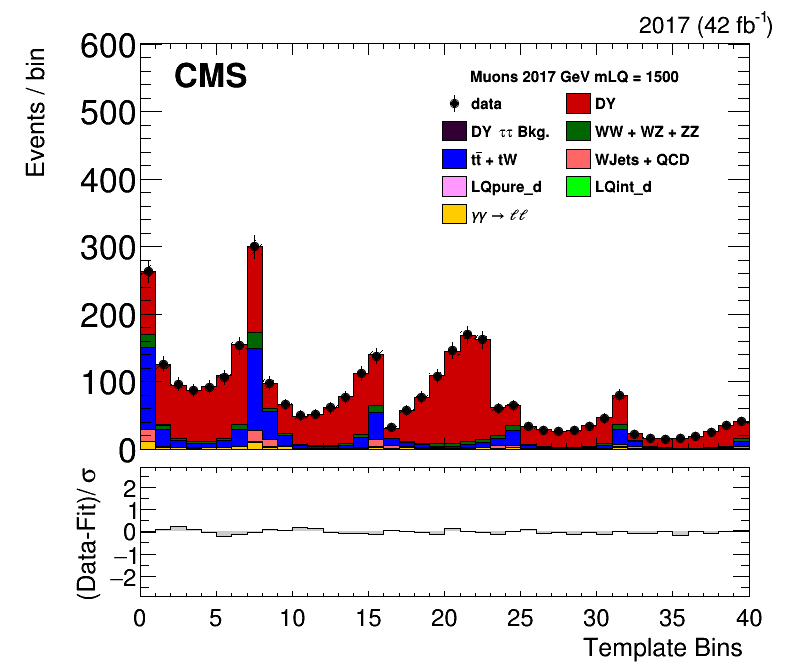 2017 (42 fb⁻¹)
CMS
Muons 2017 GeV mLQ = 1500
data
DY
DY ττ Bkg.
WW + WZ + ZZ
tt̄ + tW
WJets + QCD
LQpure_d
LQint_d
γγ → ℓℓ
Events / bin
600
500
400
300
200
100
0
(Data-Fit)/ σ
2
1
0
−1
−2
0 5 10 15 20 25 30 35 40
Template Bins